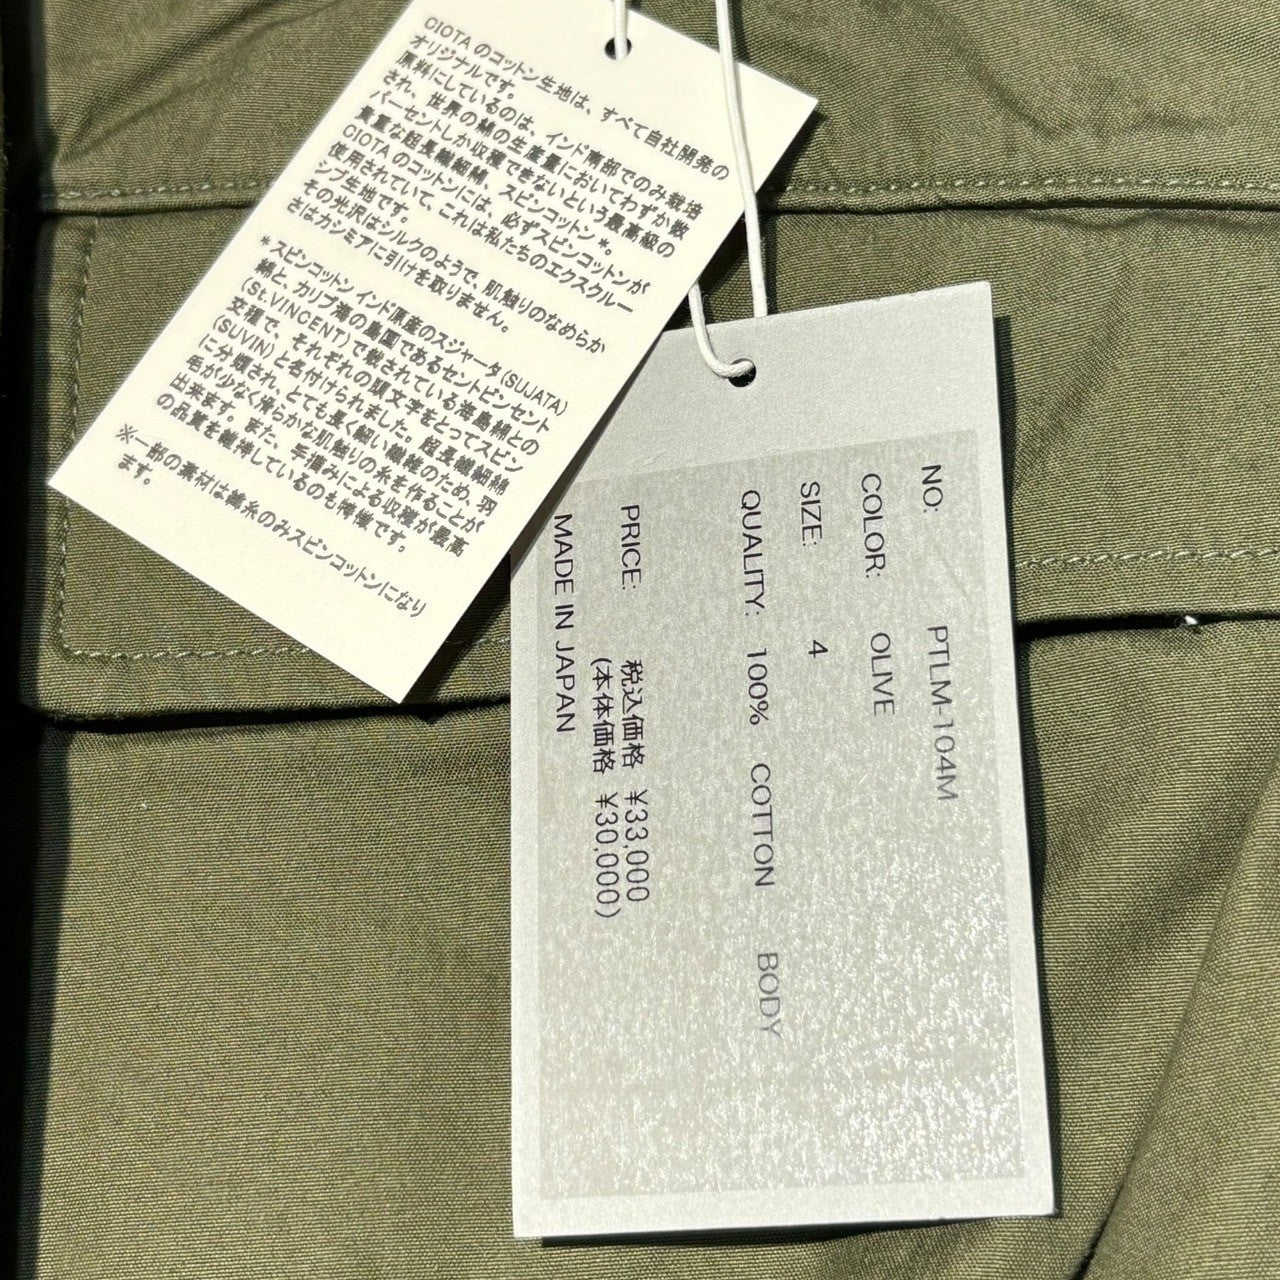 CIOTA のコットン生地は、すべて自社開発の
オリジナルです。
原料にしているのは、インド南部でのみ栽培
され、世界の綿の生産量においてわずか数
パーセントしか収穫できないという最高級の
貴重な超長繊維綿、スピンコットン*。
CIOTA のコットンには、必ずスピンコットンが
使用されていて、これは私たちのエクスクルー
シブ生地です。
その光沢はシルクのようで、肌触りのなめらか
さはカシミアに引けを取りません。
*スピンコットン インド原産のスジャータ(SUJATA)
綿と、カリブ海の島国であるセントビンセント
(St.VINCENT)で栽されている海島綿との
交種で、それぞれの頭文字をとってスピン
(SUVIN)と名付けられました。超長繊維綿
に分類され、とても長く細い繊維のため、羽
毛が少なく滑らかな肌触りの糸を作ることが
出来ます。また、手摘みによる収穫が最高
の品質を維持しているのも特徴です。
※一部の素材は緯糸のみスピンコットンになり
ます。
NO: PTLM-104M
COLOR: OLIVE
SIZE: 4
QUALITY: 100% COTTON BODY
PRICE: 税込価格 ¥33,000
(本体価格 ¥30,000)
MADE IN JAPAN